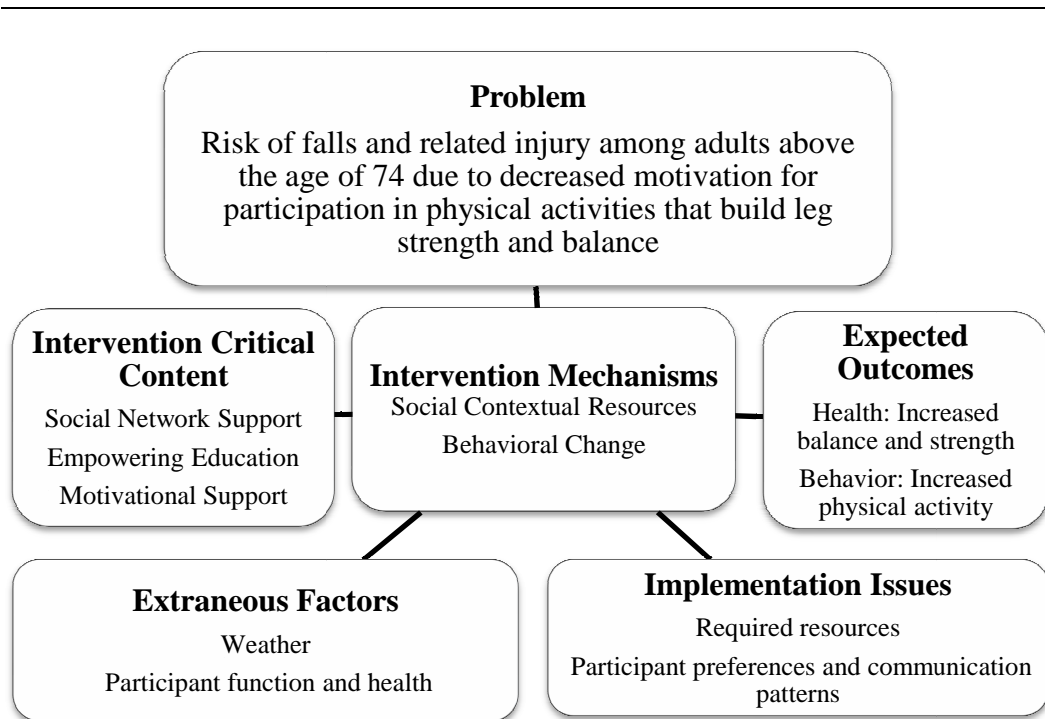 Problem
Risk of falls and related injury among adults above
the age of 74 due to decreased motivation for
participation in physical activities that build leg
strength and balance
Intervention Critical
Content
Social Network Support
Empowering Education
Motivational Support
Intervention Mechanisms
Social Contextual Resources
Behavioral Change
Expected
Outcomes
Health: Increased
balance and strength
Behavior: Increased
physical activity
Extraneous Factors
Weather
Participant function and health
Implementation Issues
Required resources
Participant preferences and communication
patterns